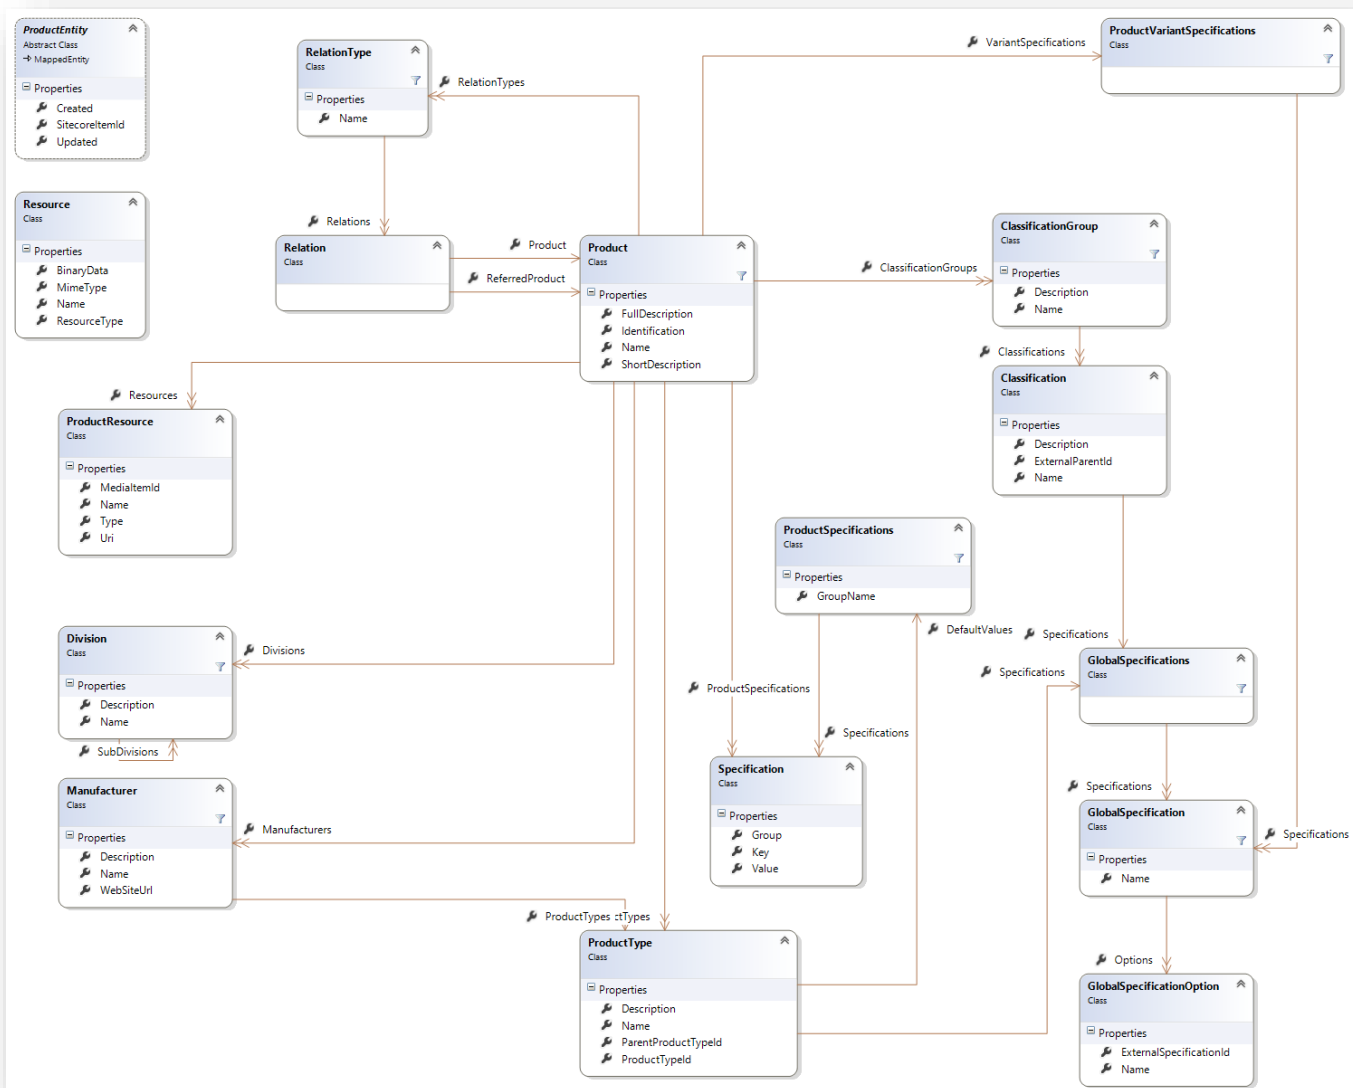 ProductEntity
Abstract Class
MappedEntity
Properties
Created
SitecoreItemId
Updated
RelationType
Class
Properties
Name
RelationTypes
VariantSpecifications
ProductVariantSpecifications
Class
Resource
Class
Properties
BinaryData
MimeType
Name
ResourceType
Relations
Relation
Class
Product
ReferredProduct
Product
Class
Properties
FullDescription
Identification
Name
ShortDescription
ClassificationGroups
ClassificationGroup
Class
Properties
Description
Name
Classifications
Classification
Class
Properties
Description
ExternalParentId
Name
Resources
ProductResource
Class
Properties
MediaItemId
Name
Type
Uri
ProductSpecifications
Class
Properties
GroupName
DefaultValues
Specifications
Specifications
Division
Class
Properties
Description
Name
Divisions
SubDivisions
ProductSpecifications
Specifications
GlobalSpecifications
Class
Specification
Class
Properties
Group
Key
Value
Manufacturer
Class
Properties
Description
Name
WebSiteUrl
Manufacturers
Specifications
GlobalSpecification
Class
Properties
Name
Specifications
ProductTypes ctTypes
ProductType
Class
Properties
Description
Name
ParentProductTypeId
ProductTypeId
Options
GlobalSpecificationOption
Class
Properties
ExternalSpecificationId
Name